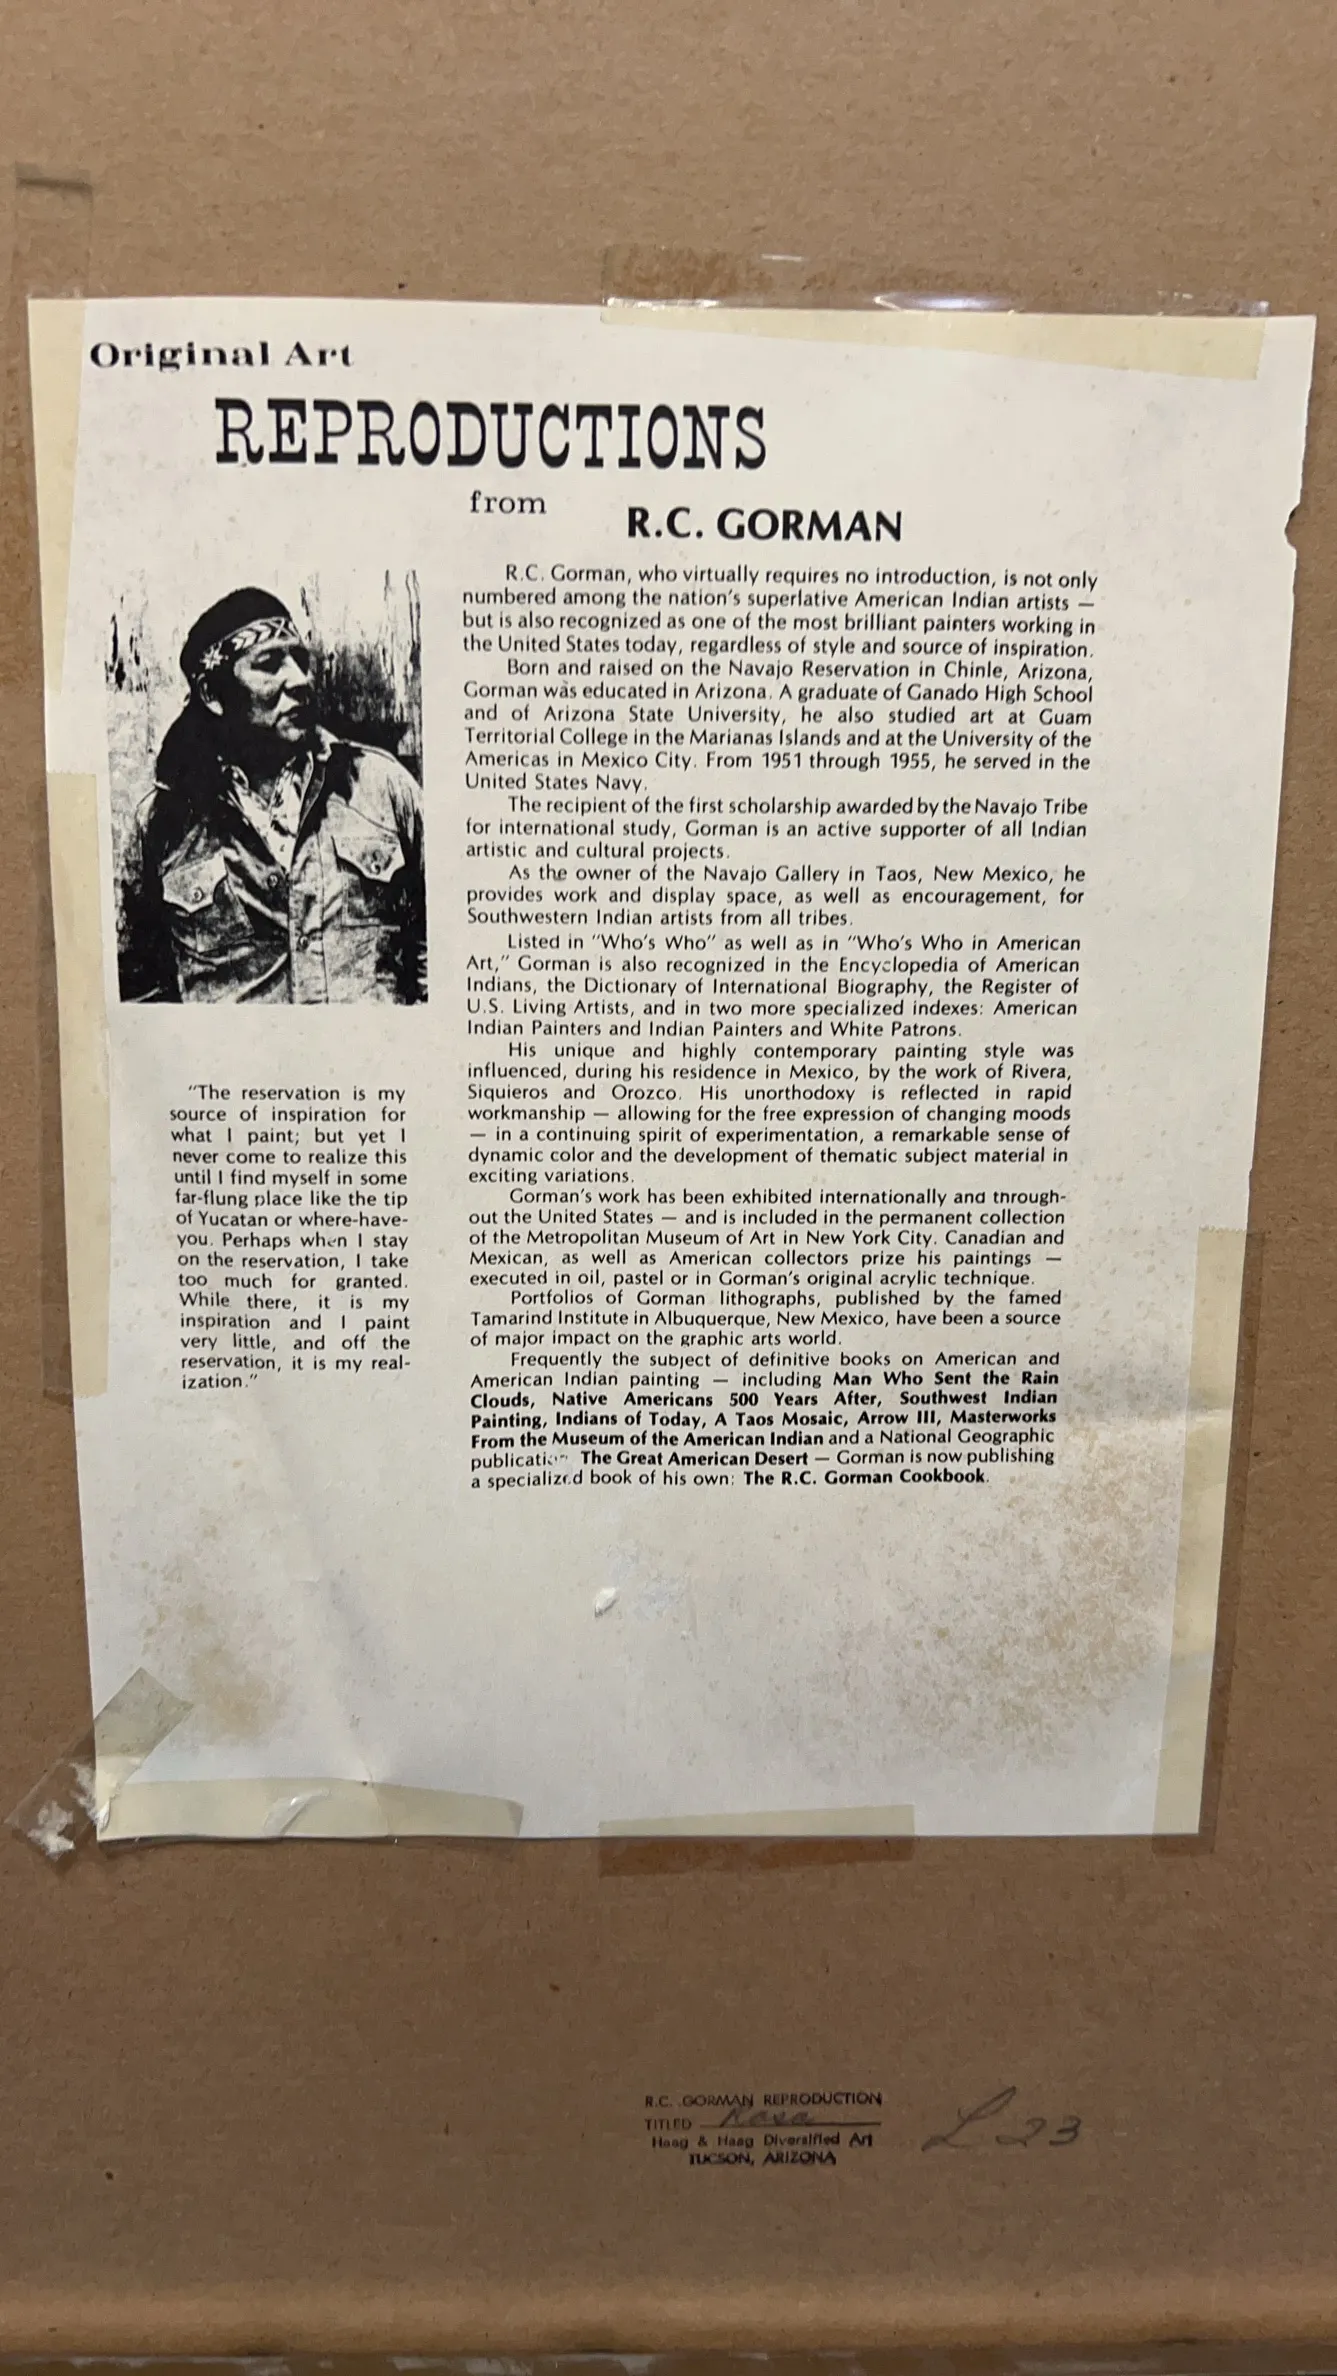 Original Art
REPRODUCTIONS
from R.C. GORMAN
R.C. Gorman, who virtually requires no introduction, is not only
numbered among the nation's superlative American Indian artists —
but is also recognized as one of the most brilliant painters working in
the United States today, regardless of style and source of inspiration.
Born and raised on the Navajo Reservation in Chinle, Arizona,
Gorman was educated in Arizona. A graduate of Ganado High School
and of Arizona State University, he also studied art at Guam
Territorial College in the Marianas Islands and at the University of the
Americas in Mexico City. From 1951 through 1955, he served in the
United States Navy.
The recipient of the first scholarship awarded by the Navajo Tribe
for international study, Gorman is an active supporter of all Indian
artistic and cultural projects.
As the owner of the Navajo Gallery in Taos, New Mexico, he
provides work and display space, as well as encouragement, for
Southwestern Indian artists from all tribes.
Listed in "Who's Who" as well as in "Who's Who in American
Art," Gorman is also recognized in the Encyclopedia of American
Indians, the Dictionary of International Biography, the Register of
U.S. Living Artists, and in two more specialized indexes: American
Indian Painters and Indian Painters and White Patrons.
His unique and highly contemporary painting style was
influenced, during his residence in Mexico, by the work of Rivera,
Siquieros and Orozco. His unorthodoxy is reflected in rapid
workmanship — allowing for the free expression of changing moods
— in a continuing spirit of experimentation, a remarkable sense of
dynamic color and the development of thematic subject material in
exciting variations.
Gorman's work has been exhibited internationally and through-
out the United States — and is included in the permanent collection
of the Metropolitan Museum of Art in New York City. Canadian and
Mexican, as well as American collectors prize his paintings —
executed in oil, pastel or in Gorman's original acrylic technique.
Portfolios of Gorman lithographs, published by the famed
Tamarind Institute in Albuquerque, New Mexico, have been a source
of major impact on the graphic arts world.
Frequently the subject of definitive books on American and
American Indian painting — including Man Who Sent the Rain
Clouds, Native Americans 500 Years After, Southwest Indian
Painting, Indians of Today, A Taos Mosaic, Arrow III, Masterworks
From the Museum of the American Indian and a National Geographic
publication The Great American Desert — Gorman is now publishing
a specialized book of his own: The R.C. Gorman Cookbook.
"The reservation is my
source of inspiration for
what I paint; but yet I
never come to realize this
until I find myself in some
far-flung place like the tip
of Yucatan or where-have-
you. Perhaps when I stay
on the reservation, I take
too much for granted.
While there, it is my
inspiration and I paint
very little, and off the
reservation, it is my real-
ization."
R.C. GORMAN REPRODUCTION
TITLED Rosa
Haag & Haag Diversified Art
TUCSON, ARIZONA
L 23